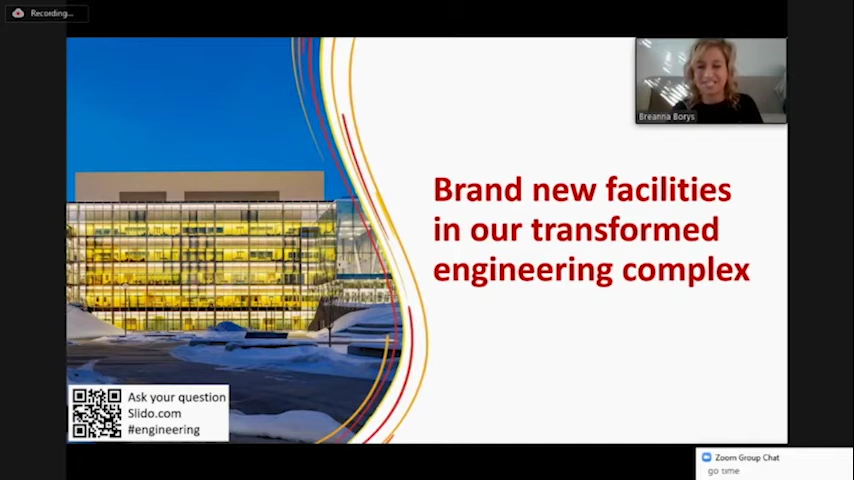 Recording...
Breanna Borys
Brand new facilities
in our transformed
engineering complex
Ask your question
Slido.com
#engineering
Zoom Group Chat
go time